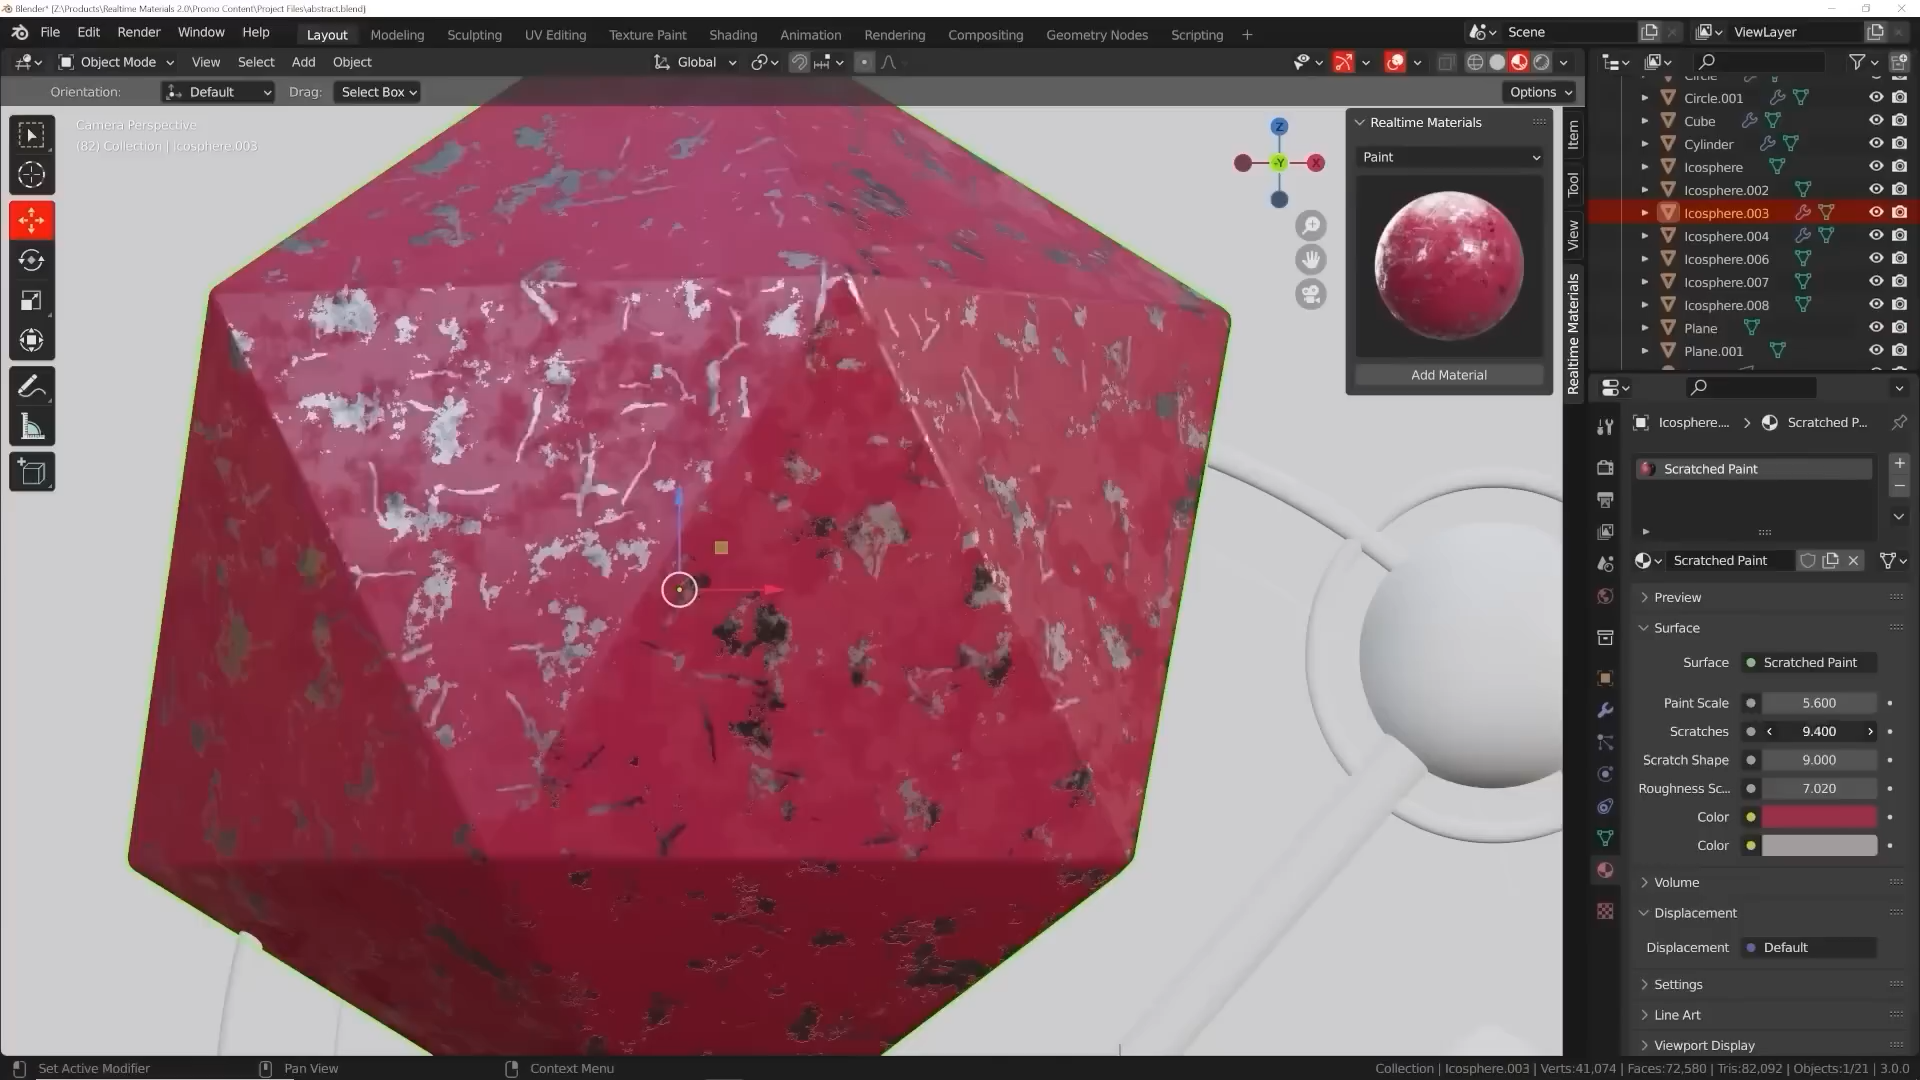 Blender* [Z:\Products\Realtime Materials 2.0\Promo Content\Project Files\abstract.blend]
File Edit Render Window Help Layout Modeling Sculpting UV Editing Texture Paint Shading Animation Rendering Compositing Geometry Nodes Scripting + Scene ViewLayer
Object Mode View Select Add Object Global
Orientation: Default Drag: Select Box Options
Camera Perspective
(82) Collection | Icosphere.003
Z
-Y
X
Realtime Materials
Paint
Add Material
Item
Tool
View
Realtime Materials
Circle
Circle.001
Cube
Cylinder
Icosphere
Icosphere.002
Icosphere.003
Icosphere.004
Icosphere.006
Icosphere.007
Icosphere.008
Plane
Plane.001
Icosphere.... > Scratched P...
Scratched Paint
Scratched Paint
Preview
Surface
Surface Scratched Paint
Paint Scale 5.600
Scratches 9.400
Scratch Shape 9.000
Roughness Sc... 7.020
Color
Color
Volume
Displacement
Displacement Default
Settings
Line Art
Viewport Display
Set Active Modifier Pan View Context Menu Collection | Icosphere.003 | Verts:41,074 | Faces:72,580 | Tris:82,092 | Objects:1/21 | 3.0.0